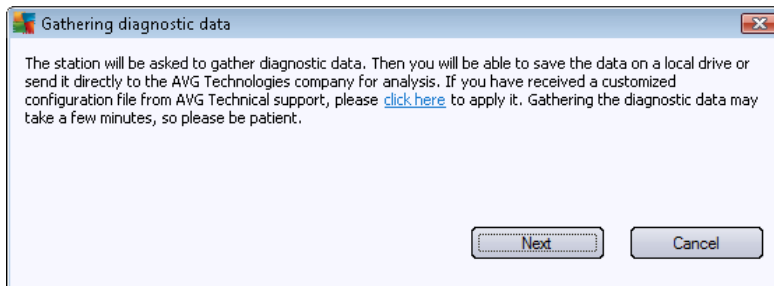 Gathering diagnostic data
The station will be asked to gather diagnostic data. Then you will be able to save the data on a local drive or
send it directly to the AVG Technologies company for analysis. If you have received a customized
configuration file from AVG Technical support, please click here to apply it. Gathering the diagnostic data may
take a few minutes, so please be patient.
Next
Cancel